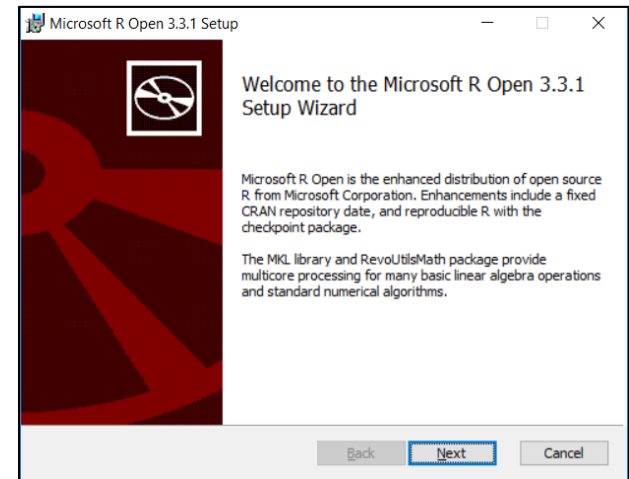 Microsoft R Open 3.3.1 Setup
Welcome to the Microsoft R Open 3.3.1
Setup Wizard
Microsoft R Open is the enhanced distribution of open source
R from Microsoft Corporation. Enhancements include a fixed
CRAN repository date, and reproducible R with the
checkpoint package.
The MKL library and RevoUtilsMath package provide
multicore processing for many basic linear algebra operations
and standard numerical algorithms.
Back Next Cancel